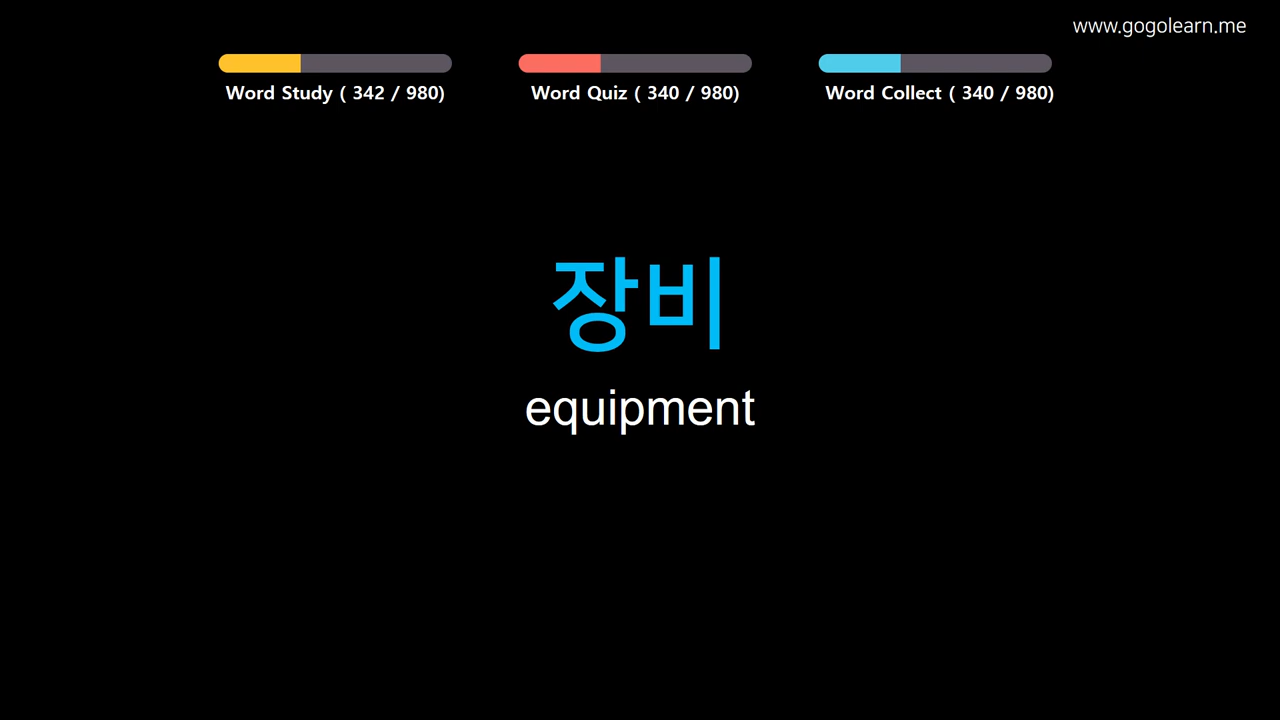 www.gogolearn.me
Word Study ( 342 / 980)
Word Quiz ( 340 / 980)
Word Collect ( 340 / 980)
장비
equipment